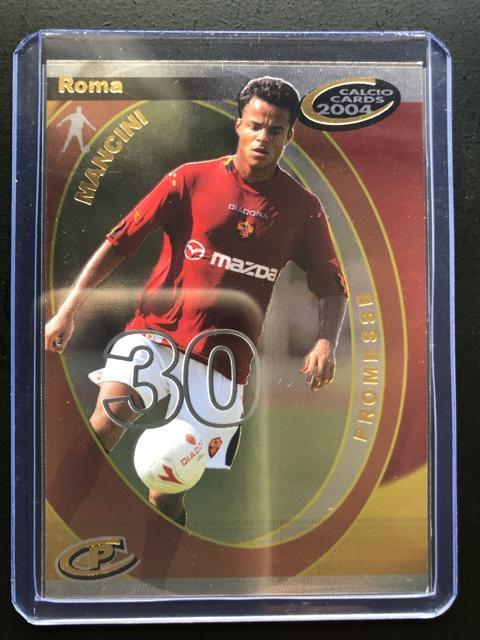 Roma
CALCIO
CARDS
2004
MANCINI
DIADORA
mazda
PROMESSE
30
DIADORA
CP